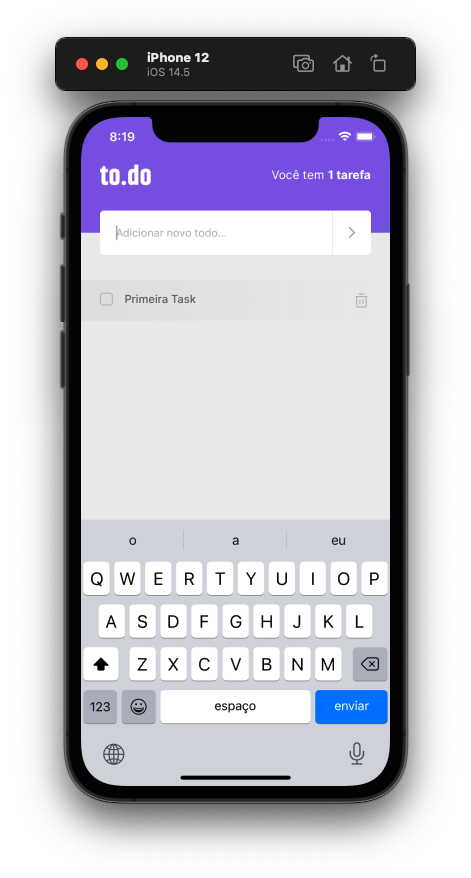 iPhone 12
iOS 14.5
8:19
to.do
Você tem 1 tarefa
Adicionar novo todo...
Primeira Task
o a eu
Q W E R T Y U I O P
A S D F G H J K L
Z X C V B N M
123 espaço enviar